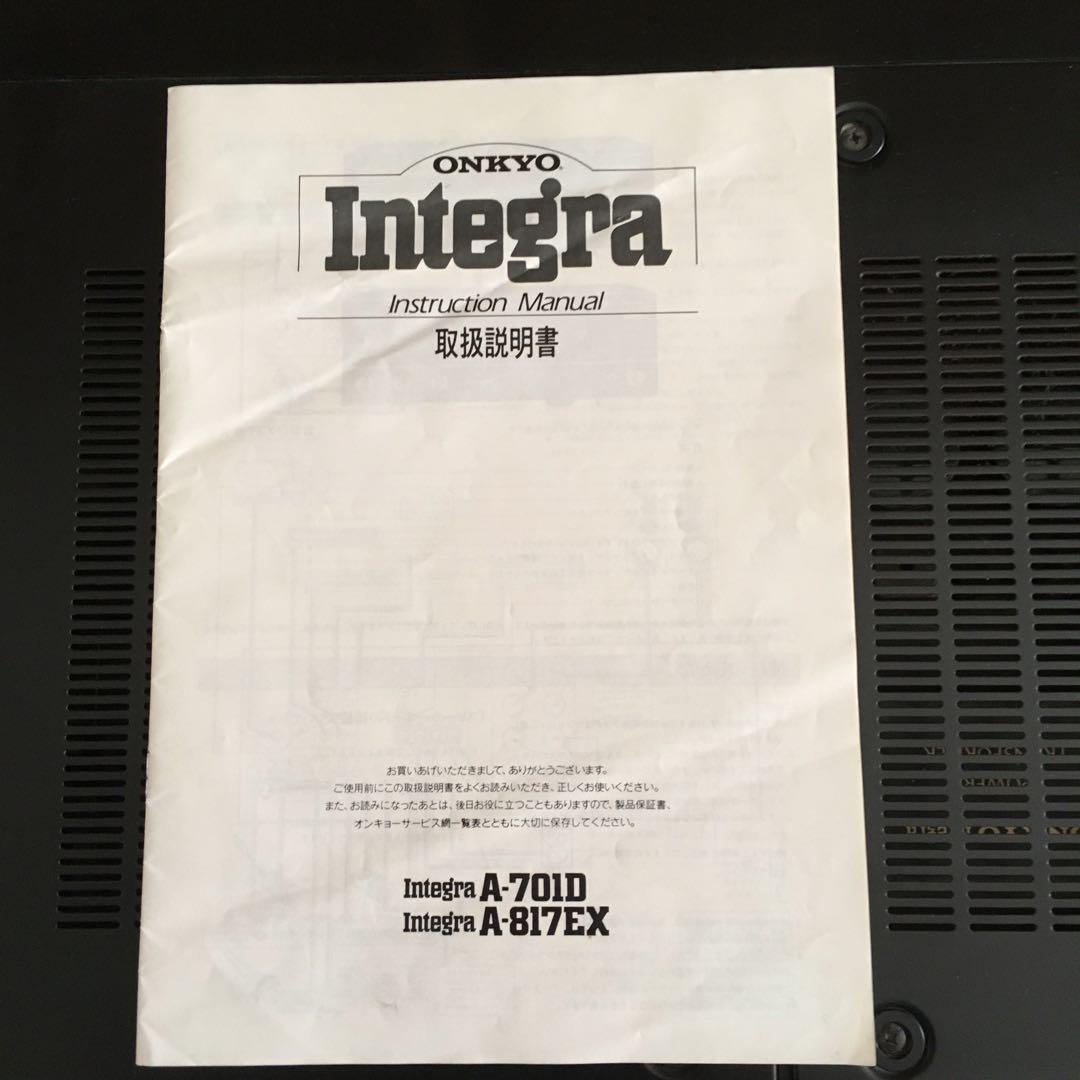 ONKYO
Integra
Instruction Manual
取扱説明書
お買いあげいただきまして、ありがとうございます。
ご使用前にこの取扱説明書をよくお読みいただき、正しくお使いください。
また、お読みになったあとは、後日お役に立つこともありますので、製品保証書、
オンキョーサービス網一覧表とともに大切に保存してください。
Integra A-701D
Integra A-817EX